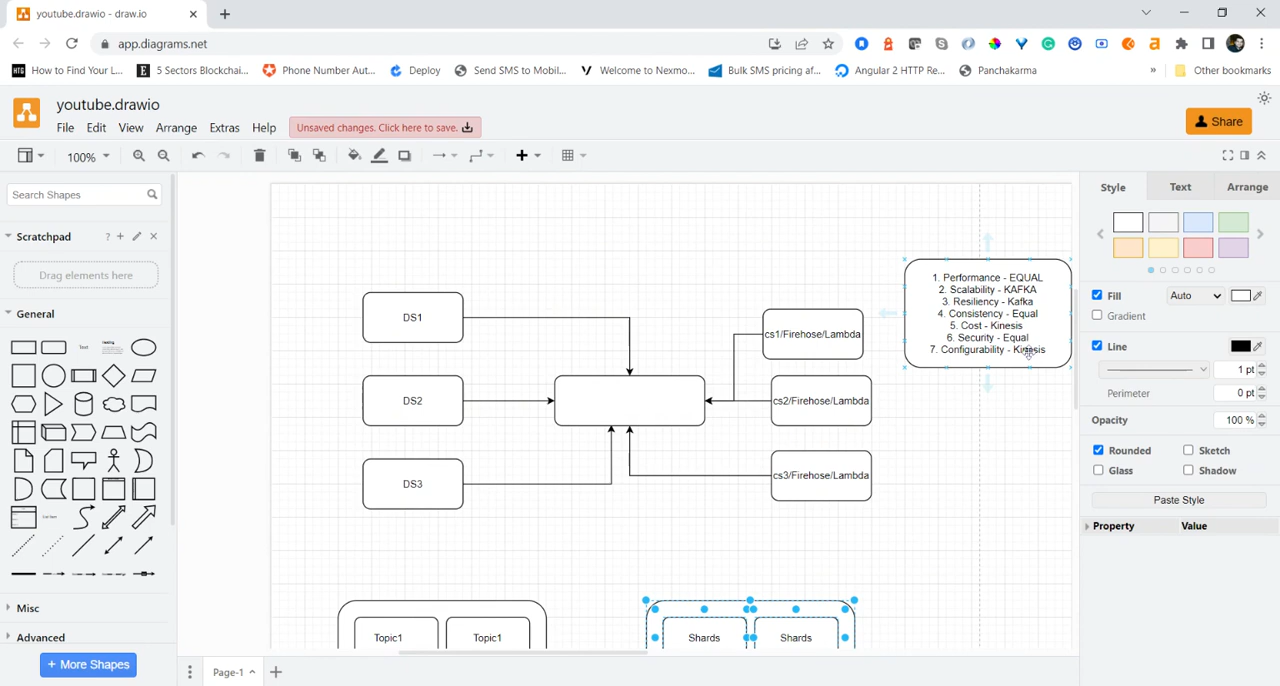 youtube.drawio - draw.io
app.diagrams.net
How to Find Your L...
5 Sectors Blockchai...
Phone Number Aut...
Deploy
Send SMS to Mobil...
Welcome to Nexmo...
Bulk SMS pricing af...
Angular 2 HTTP Re...
Panchakarma
»
Other bookmarks
youtube.drawio
File
Edit
View
Arrange
Extras
Help
Unsaved changes. Click here to save.
Share
100%
Search Shapes
Scratchpad
?
Drag elements here
General
Text
Heading
List Item
Misc
Advanced
+ More Shapes
DS1
DS2
DS3
cs1/Firehose/Lambda
cs2/Firehose/Lambda
cs3/Firehose/Lambda
1. Performance - EQUAL
2. Scalability - KAFKA
3. Resiliency - Kafka
4. Consistency - Equal
5. Cost - Kinesis
6. Security - Equal
7. Configurability - Kinesis
Topic1
Topic1
Shards
Shards
Page-1
Style
Text
Arrange
Fill
Auto
Gradient
Line
1 pt
Perimeter
0 pt
Opacity
100 %
Rounded
Sketch
Glass
Shadow
Paste Style
Property
Value